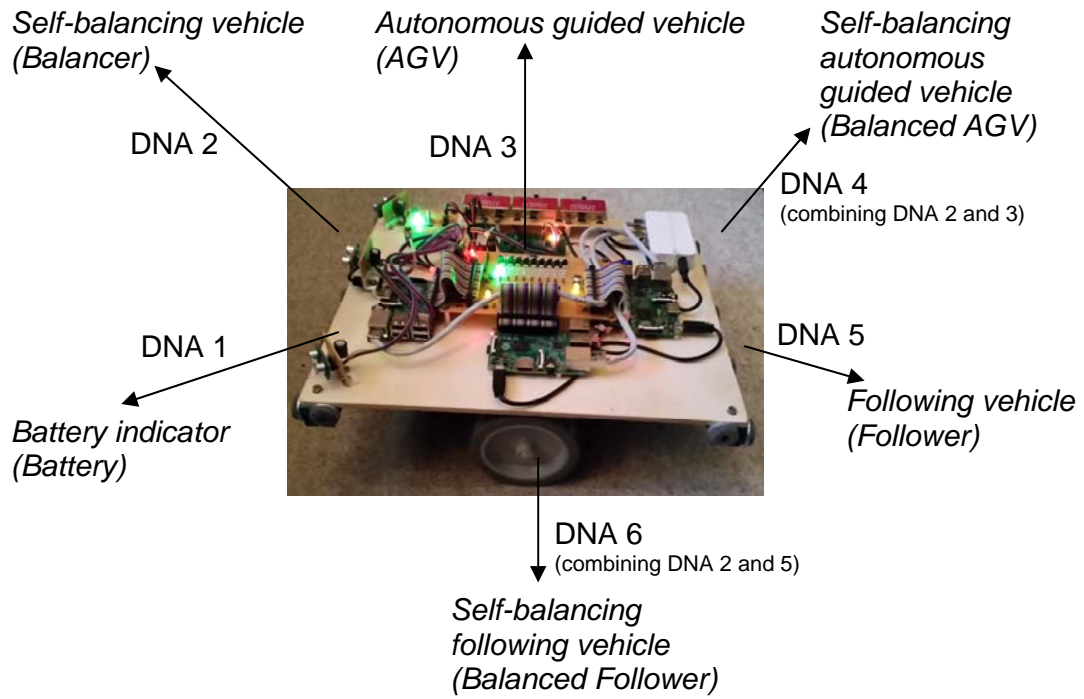 Self-balancing vehicle
(Balancer)
Autonomous guided vehicle
(AGV)
Self-balancing
autonomous
guided vehicle
(Balanced AGV)
DNA 2
DNA 3
DNA 4
(combining DNA 2 and 3)
DNA 1
DNA 5
Battery indicator
(Battery)
Following vehicle
(Follower)
DNA 6
(combining DNA 2 and 5)
Self-balancing
following vehicle
(Balanced Follower)